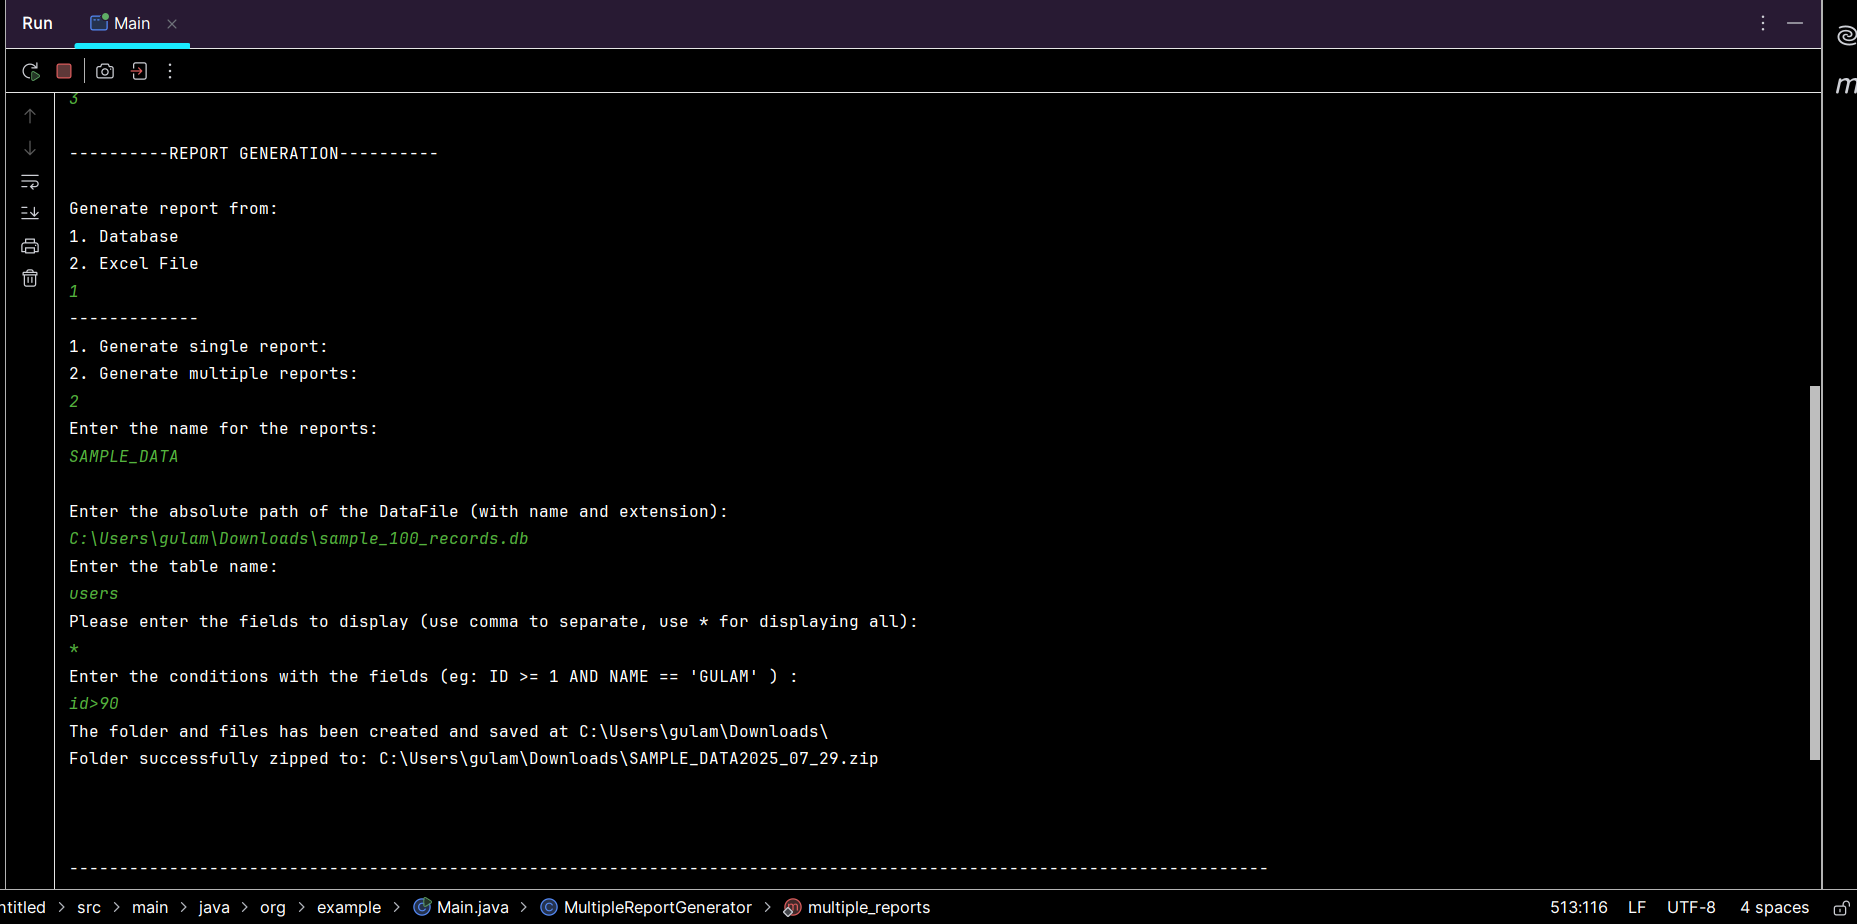 Run Main
3
----------REPORT GENERATION----------
Generate report from:
1. Database
2. Excel File
1
-------------
1. Generate single report:
2. Generate multiple reports:
2
Enter the name for the reports:
SAMPLE_DATA
Enter the absolute path of the DataFile (with name and extension):
C:\Users\gulam\Downloads\sample_100_records.db
Enter the table name:
users
Please enter the fields to display (use comma to separate, use * for displaying all):
*
Enter the conditions with the fields (eg: ID >= 1 AND NAME == 'GULAM' ) :
id>90
The folder and files has been created and saved at C:\Users\gulam\Downloads\
Folder successfully zipped to: C:\Users\gulam\Downloads\SAMPLE_DATA2025_07_29.zip
------------------------------------------------------------------------------------------------------------------------
ntitled > src > main > java > org > example > Main.java > MultipleReportGenerator > multiple_reports 513:116 LF UTF-8 4 spaces
m